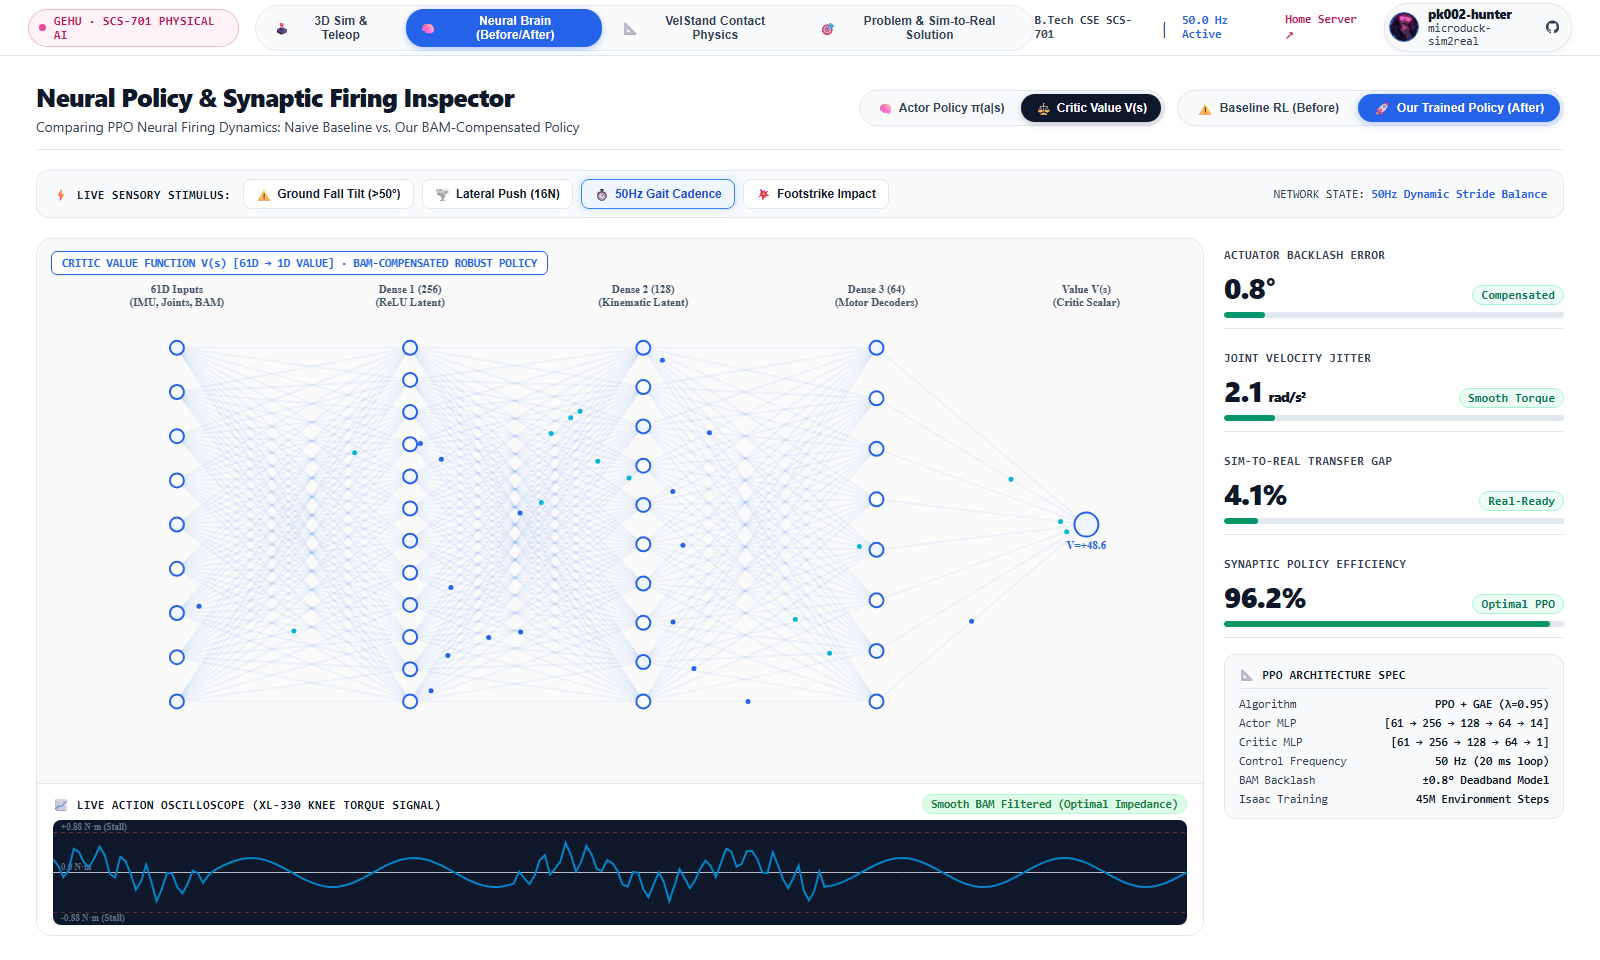 GEHU · SCS-701 PHYSICAL
AI
3D Sim &
Teleop
Neural Brain
(Before/After)
VelStand Contact
Physics
Problem & Sim-to-Real
Solution
B.Tech CSE SCS-
701
|
50.0 Hz
Active
Home Server
↗
pk002-hunter
microduck-
sim2real
Neural Policy & Synaptic Firing Inspector
Comparing PPO Neural Firing Dynamics: Naive Baseline vs. Our BAM-Compensated Policy
Actor Policy π(a|s)
Critic Value V(s)
Baseline RL (Before)
Our Trained Policy (After)
LIVE SENSORY STIMULUS:
Ground Fall Tilt (>50°)
Lateral Push (16N)
50Hz Gait Cadence
Footstrike Impact
NETWORK STATE: 50Hz Dynamic Stride Balance
CRITIC VALUE FUNCTION V(s) [61D → 1D VALUE] · BAM-COMPENSATED ROBUST POLICY
61D Inputs
(IMU, Joints, BAM)
Dense 1 (256)
(ReLU Latent)
Dense 2 (128)
(Kinematic Latent)
Dense 3 (64)
(Motor Decoders)
Value V(s)
(Critic Scalar)
V=+48.6
ACTUATOR BACKLASH ERROR
0.8°
Compensated
JOINT VELOCITY JITTER
2.1 rad/s²
Smooth Torque
SIM-TO-REAL TRANSFER GAP
4.1%
Real-Ready
SYNAPTIC POLICY EFFICIENCY
96.2%
Optimal PPO
PPO ARCHITECTURE SPEC
Algorithm PPO + GAE (λ=0.95)
Actor MLP [61 → 256 → 128 → 64 → 14]
Critic MLP [61 → 256 → 128 → 64 → 1]
Control Frequency 50 Hz (20 ms loop)
BAM Backlash ±0.8° Deadband Model
Isaac Training 45M Environment Steps
LIVE ACTION OSCILLOSCOPE (XL-330 KNEE TORQUE SIGNAL)
Smooth BAM Filtered (Optimal Impedance)
+0.88 N·m (Stall)
0.0 N·m
-0.88 N·m (Stall)